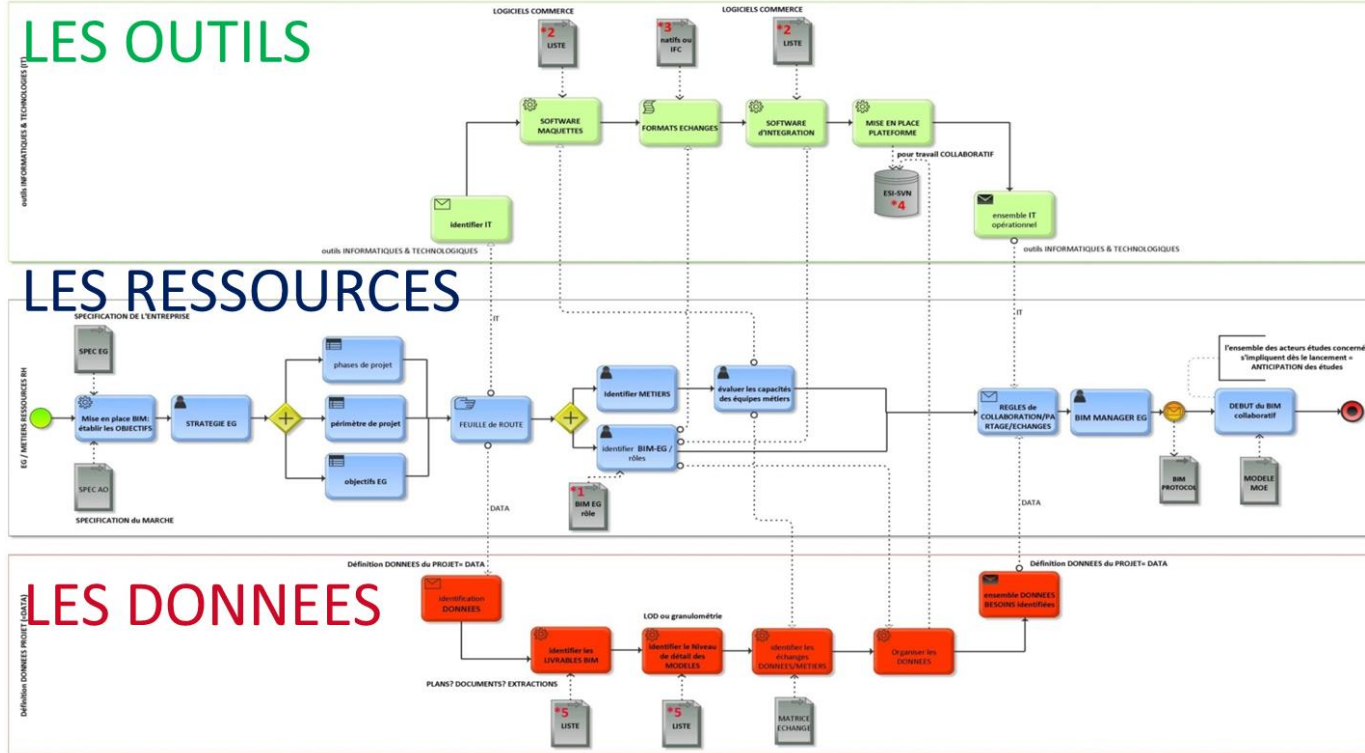 LES OUTILS
outils INFORMATIQUES & TECHNOLOGIES (IT)
LOGICIELS COMMERCE
LOGICIELS COMMERCE
*2
LISTE
*3
natifs ou
IFC
*2
LISTE
SOFTWARE
MAQUETTES
FORMATS ECHANGES
SOFTWARE
d'INTEGRATION
MISE EN PLACE
PLATEFORME
pour travail COLLABORATIF
ESI-SVN
*4
identifier IT
ensemble IT
opérationnel
outils INFORMATIQUES & TECHNOLOGIQUES
outils INFORMATIQUES & TECHNOLOGIQUES
LES RESSOURCES
EG / METIERS RESSOURCES RH
SPECIFICATION DE L'ENTREPRISE
SPEC EG
IT
IT
l'ensemble des acteurs études concerné
s'impliquent dès le lancement =
ANTICIPATION des études
phases de projet
Mise en place BIM:
établir les OBJECTIFS
STRATEGIE EG
périmètre de projet
FEUILLE de ROUTE
Identifier METIERS
évaluer les capacités
des équipes métiers
REGLES de
COLLABORATION/PA
RTAGE/ECHANGES
BIM MANAGER EG
DEBUT du BIM
collaboratif
identifier BIM-EG /
rôles
SPEC AO
objectifs EG
*1
BIM EG
rôle
BIM
PROTOCOL
MODELE
MOE
SPECIFICATION du MARCHE
DATA
DATA
LES DONNEES
Définition DONNEES PROJET (=DATA)
Définition DONNEES du PROJET= DATA
Définition DONNEES du PROJET= DATA
identification
DONNEES
ensemble DONNEES
BESOINS identifiées
LOD ou granulométrie
identifier les
LIVRABLES BIM
identifier le Niveau
de détail des
MODELES
identifier les
échanges
DONNEES/METIERS
Organiser les
DONNEES
PLANS? DOCUMENTS? EXTRACTIONS
*5
LISTE
*5
LISTE
MATRICE
ECHANGE